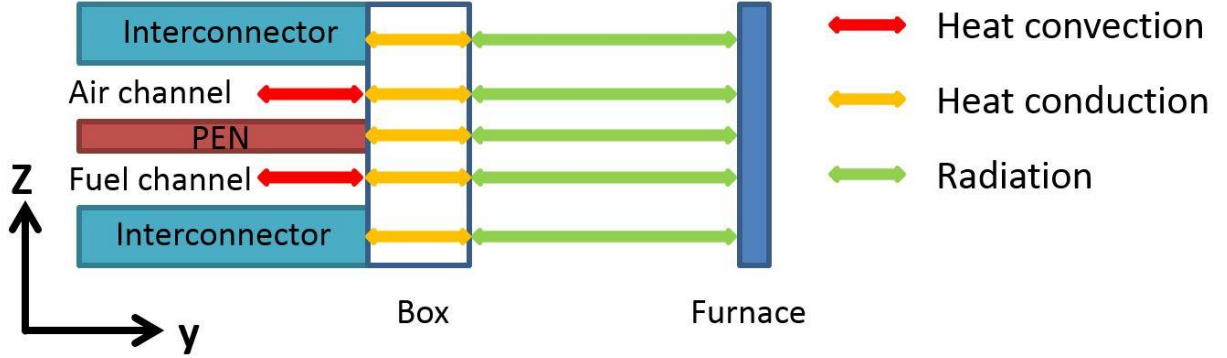 Interconnector
Air channel
PEN
Fuel channel
Interconnector
Z
y
Box
Furnace
Heat convection
Heat conduction
Radiation